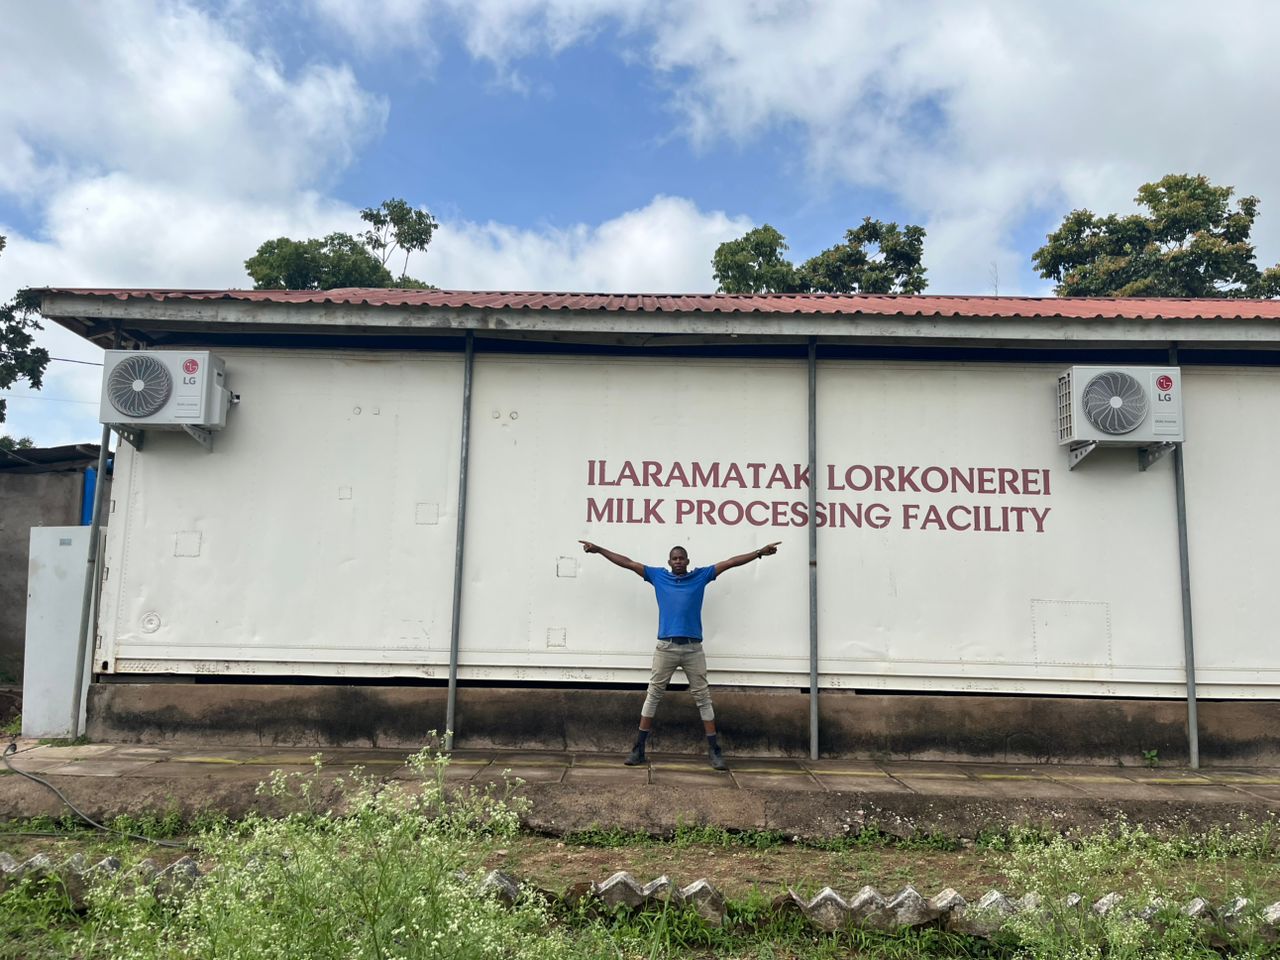 LG
LG
ILARAMATAK LORKONEREI
MILK PROCESSING FACILITY